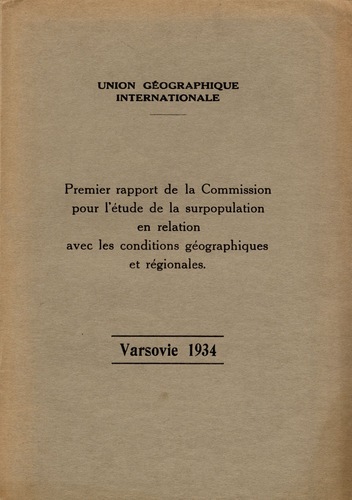 UNION GÉOGRAPHIQUE
INTERNATIONALE
Premier rapport de la Commission
pour l'étude de la surpopulation
en relation
avec les conditions géographiques
et régionales.
Varsovie 1934